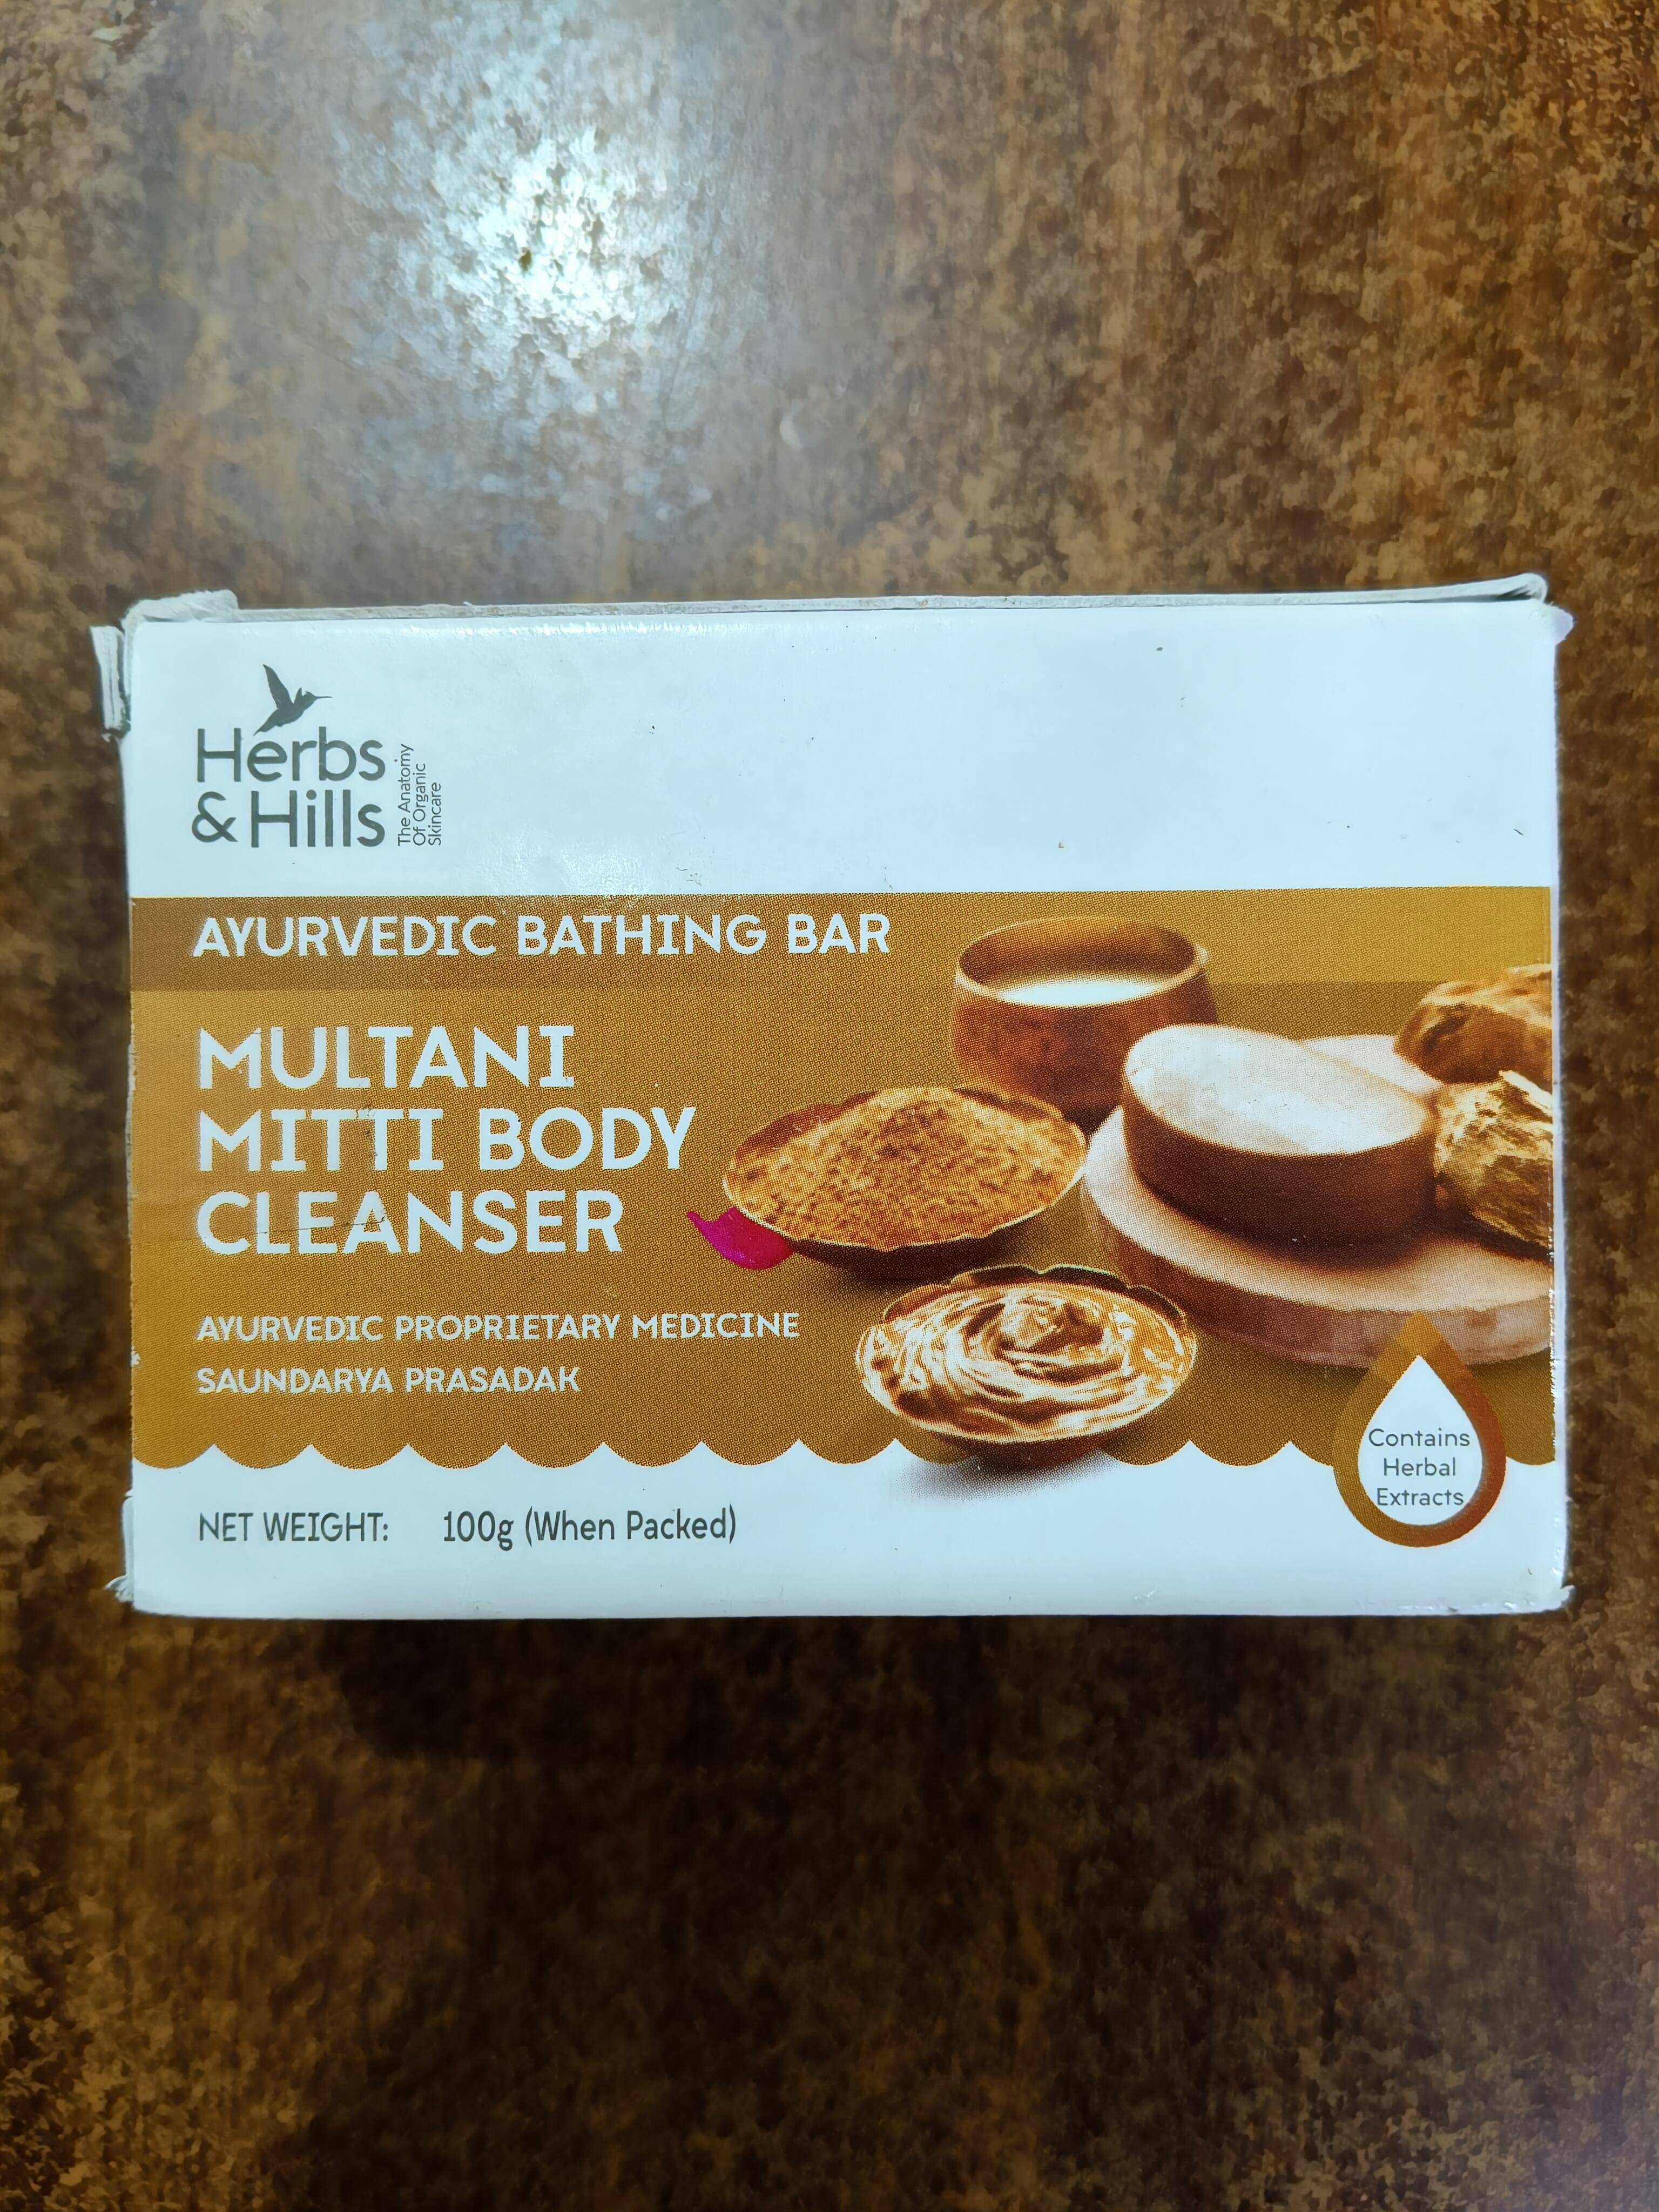 Herbs
& Hills
The Anatomy
Of Organic
Skincare
AYURVEDIC BATHING BAR
MULTANI
MITTI BODY
CLEANSER
AYURVEDIC PROPRIETARY MEDICINE
SAUNDARYA PRASADAK
Contains
Herbal
Extracts
NET WEIGHT: 100g (When Packed)